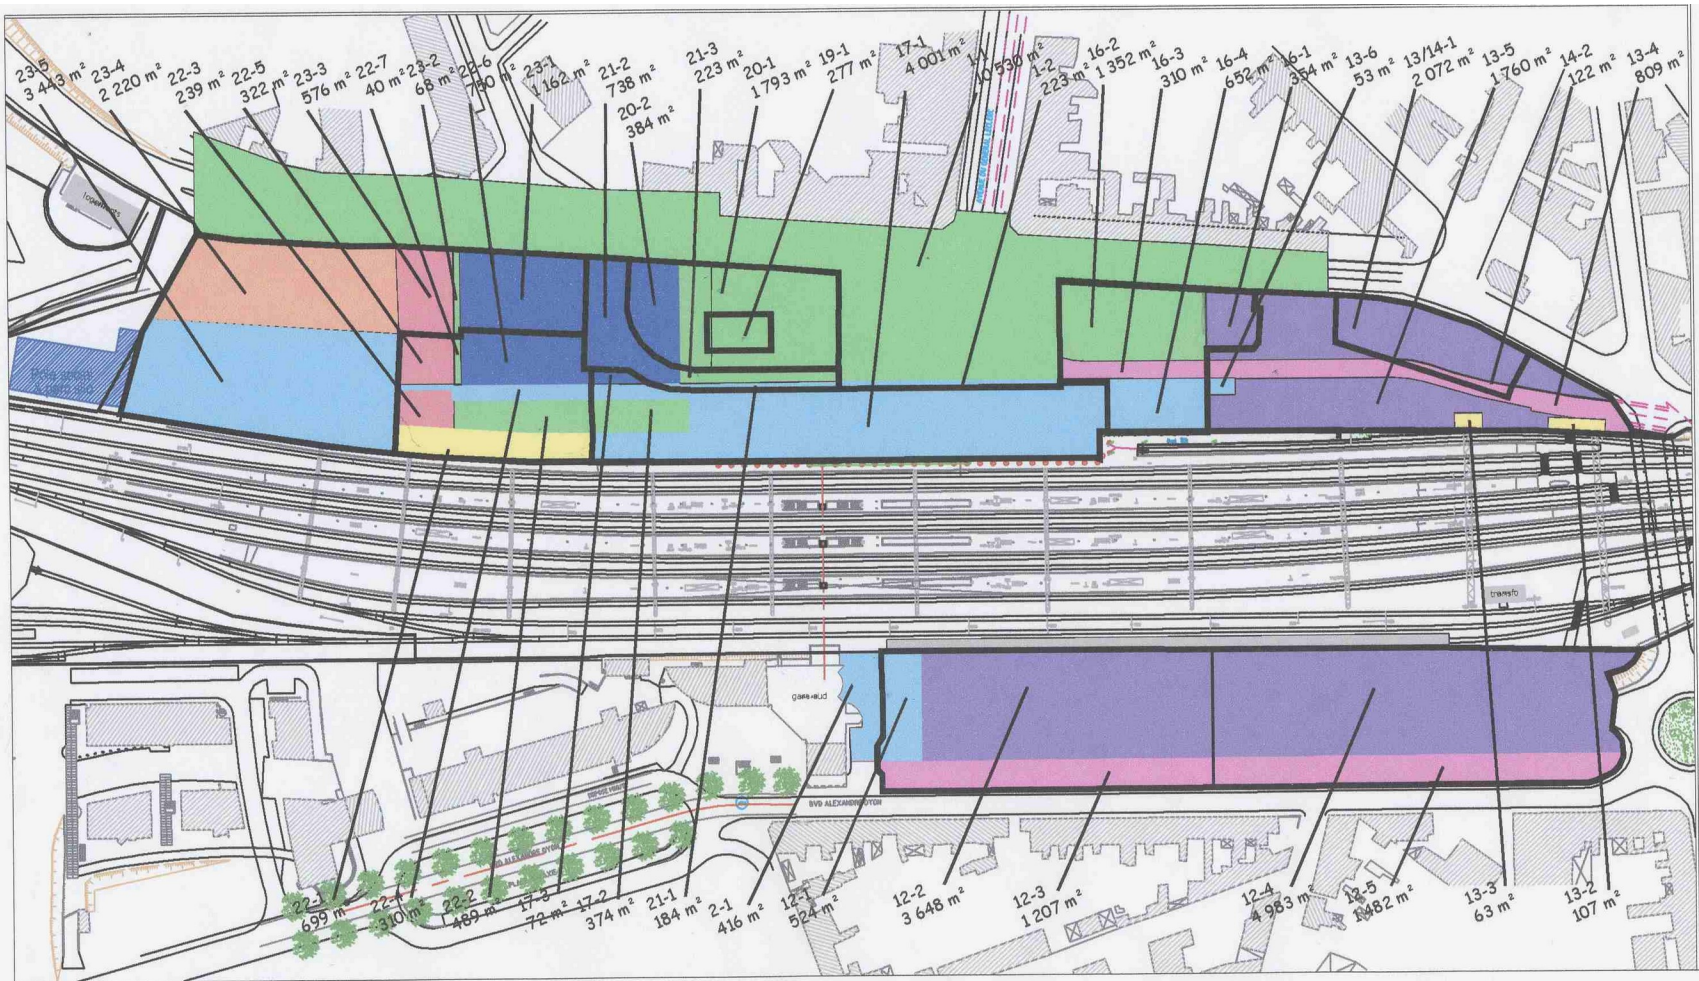 23-5
3 443 m²
23-4
2 220 m²
22-3
239 m²
22-5
322 m²
23-3
576 m²
22-7
40 m²
23-2
68 m²
22-6
750 m²
23-1
1 162 m²
21-2
738 m²
20-2
384 m²
21-3
223 m²
20-1
1 793 m²
19-1
277 m²
17-1
4 001 m²
1-1
10 530 m²
1-2
223 m²
16-2
1 352 m²
16-3
310 m²
16-4
652 m²
16-1
354 m²
13-6
53 m²
13/14-1
2 072 m²
13-5
1 760 m²
14-2
122 m²
13-4
809 m²
logements
transfo
gare-sud
BVD ALEXANDRE OYON
22-1
699 m²
22-4
310 m²
22-2
489 m²
17-3
72 m²
17-2
374 m²
21-1
184 m²
2-1
416 m²
12-1
524 m²
12-2
3 648 m²
12-3
1 207 m²
12-4
4 983 m²
12-5
1 482 m²
13-3
63 m²
13-2
107 m²